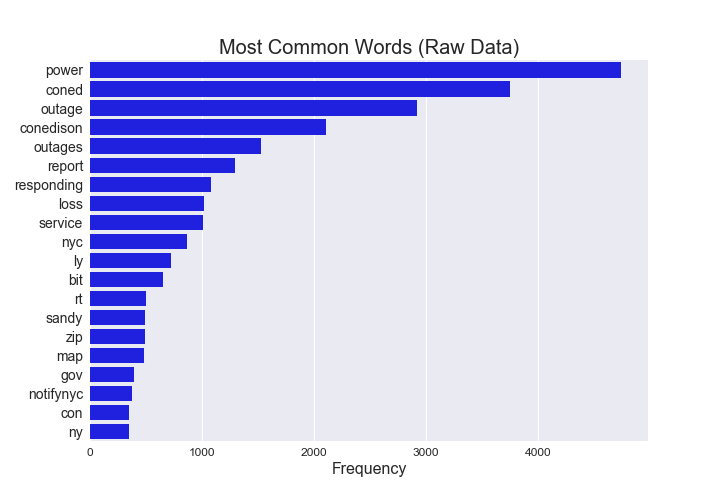 Most Common Words (Raw Data)
power
coned
outage
conedison
outages
report
responding
loss
service
nyc
ly
bit
rt
sandy
zip
map
gov
notifynyc
con
ny
0 1000 2000 3000 4000
Frequency